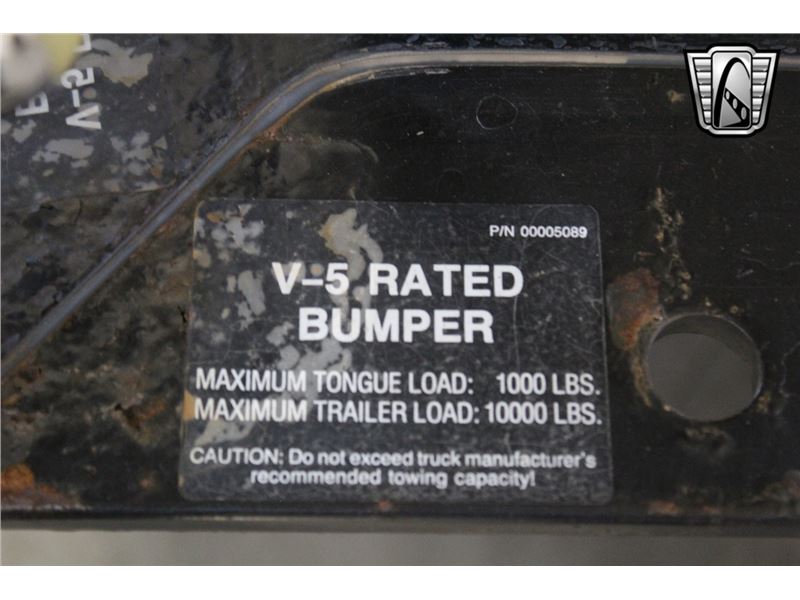 V-5
P/N 00005089
V-5 RATED
BUMPER
MAXIMUM TONGUE LOAD: 1000 LBS.
MAXIMUM TRAILER LOAD: 10000 LBS.
CAUTION: Do not exceed truck manufacturer's
recommended towing capacity!